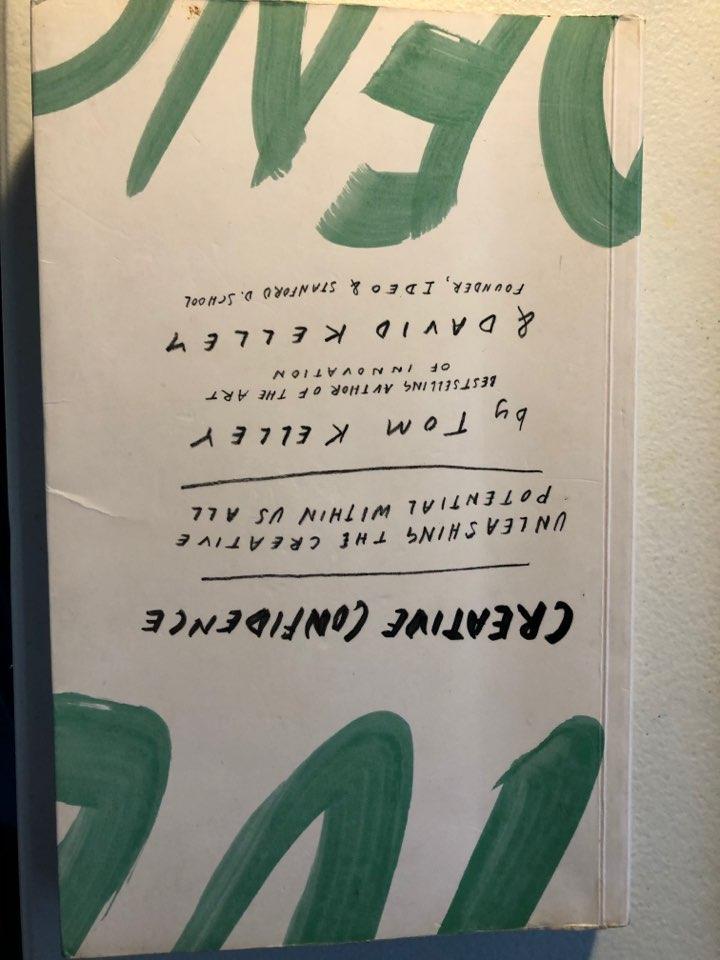 CREATIVE CONFIDENCE
UNLEASHING THE CREATIVE
POTENTIAL WITHIN US ALL
by TOM KELLEY
BESTSELLING AUTHOR OF THE ART
OF INNOVATION
& DAVID KELLEY
FOUNDER, IDEO & STANFORD D.SCHOOL